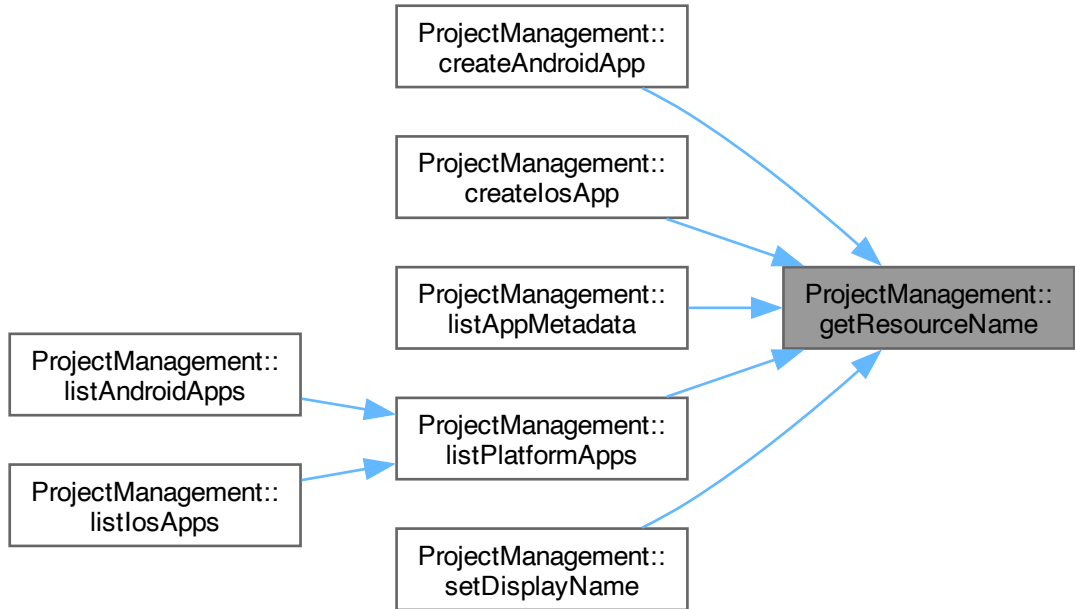 ProjectManagement::
createAndroidApp
ProjectManagement::
createIosApp
ProjectManagement::
listAppMetadata
ProjectManagement::
getResourceName
ProjectManagement::
listAndroidApps
ProjectManagement::
listPlatformApps
ProjectManagement::
listIosApps
ProjectManagement::
setDisplayName